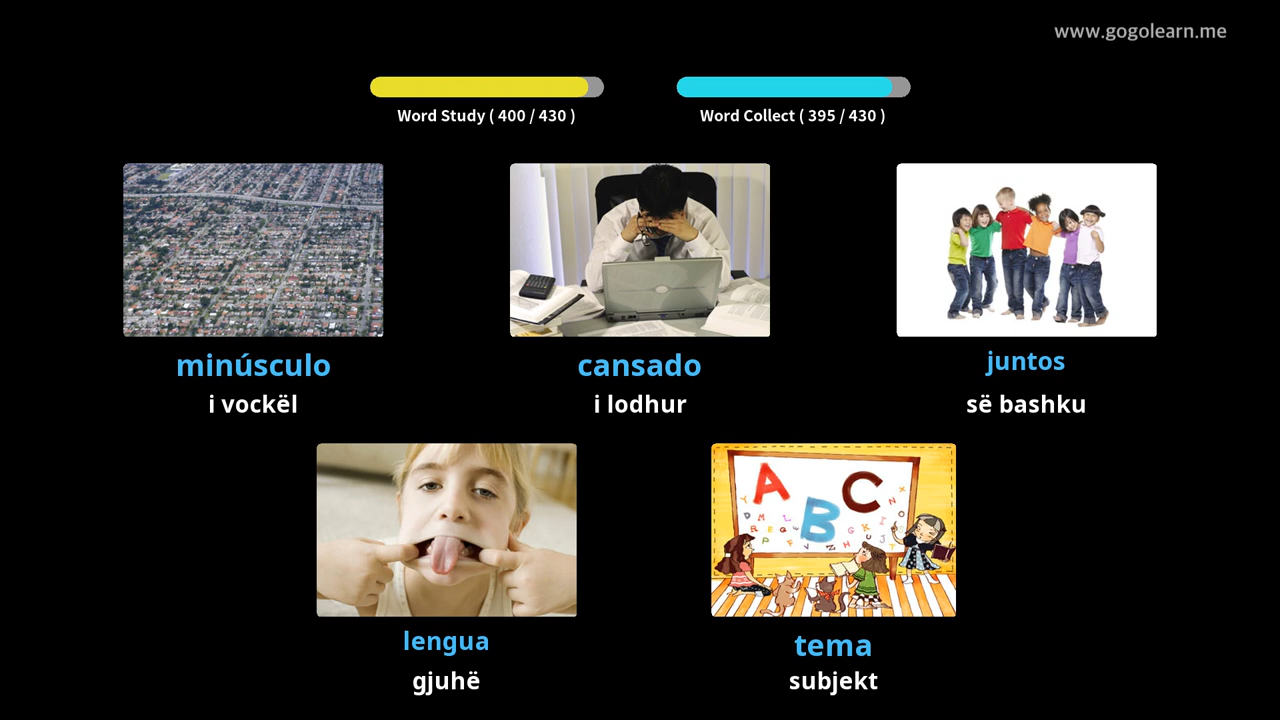 www.gogolearn.me
Word Study ( 400 / 430 )
Word Collect ( 395 / 430 )
minúsculo
cansado
juntos
i vockël
i lodhur
së bashku
A B C
lengua
tema
gjuhë
subjekt